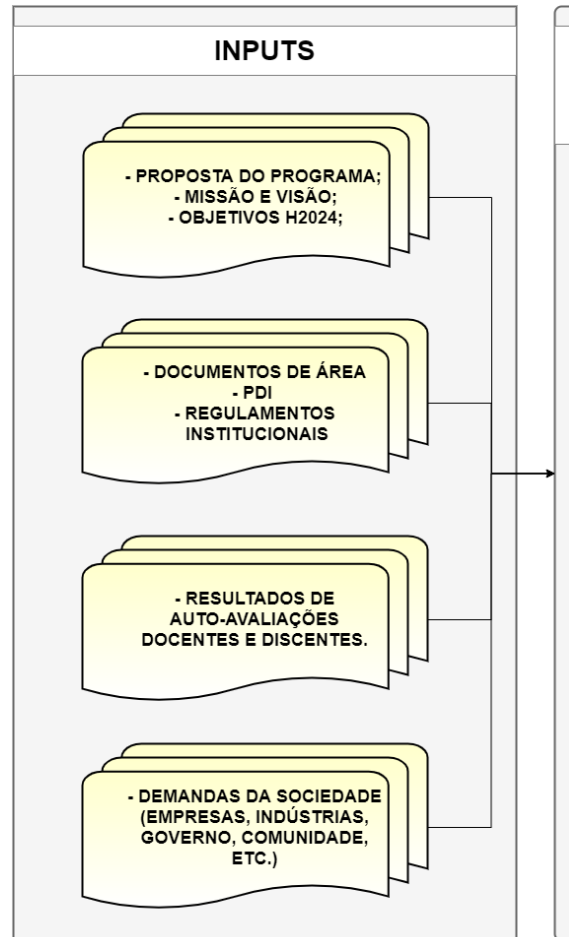 INPUTS
- PROPOSTA DO PROGRAMA;
- MISSÃO E VISÃO;
- OBJETIVOS H2024;
- DOCUMENTOS DE ÁREA
- PDI
- REGULAMENTOS
INSTITUCIONAIS
- RESULTADOS DE
AUTO-AVALIAÇÕES
DOCENTES E DISCENTES.
- DEMANDAS DA SOCIEDADE
(EMPRESAS, INDÚSTRIAS,
GOVERNO, COMUNIDADE,
ETC.)